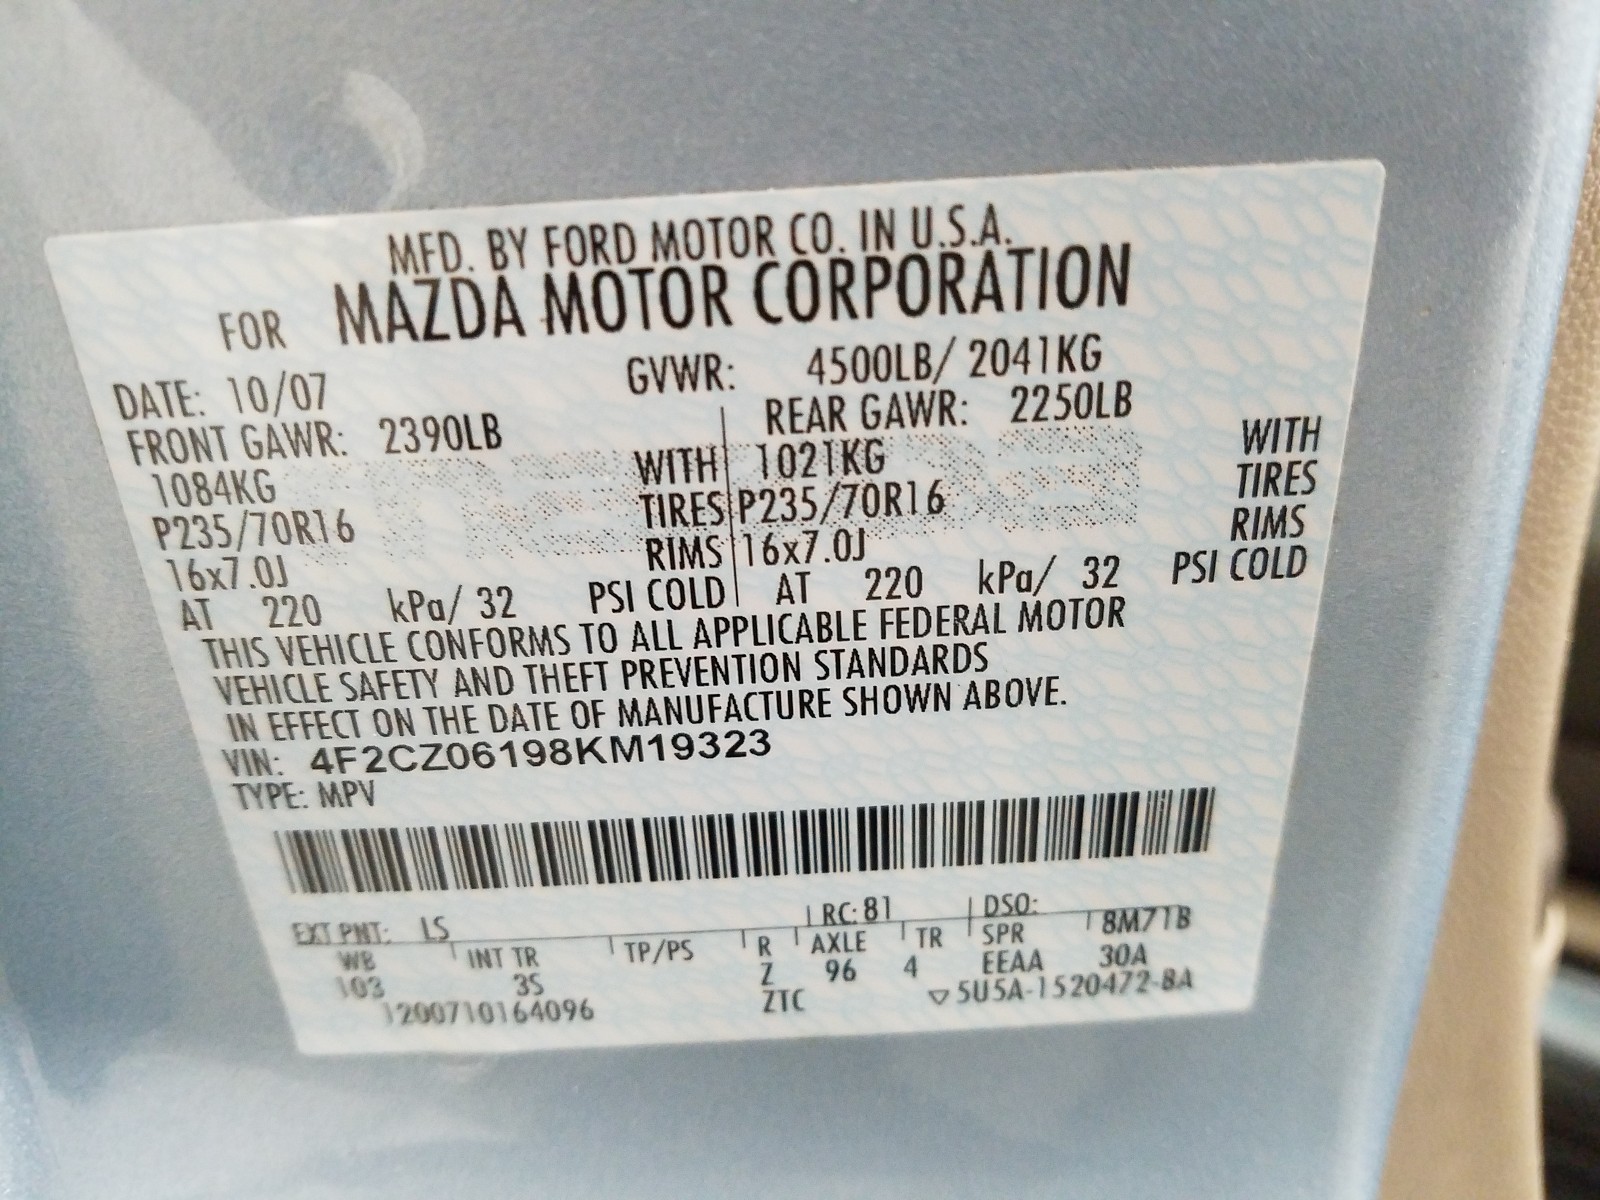 MFD. BY FORD MOTOR CO. IN U.S.A.
FOR MAZDA MOTOR CORPORATION
DATE: 10/07 GVWR: 4500LB/ 2041KG
FRONT GAWR: 2390LB REAR GAWR: 2250LB
1084KG WITH 1021KG WITH
P235/70R16 TIRES P235/70R16 TIRES
16x7.0J RIMS 16x7.0J RIMS
AT 220 kPa/ 32 PSI COLD AT 220 kPa/ 32 PSI COLD
THIS VEHICLE CONFORMS TO ALL APPLICABLE FEDERAL MOTOR
VEHICLE SAFETY AND THEFT PREVENTION STANDARDS
IN EFFECT ON THE DATE OF MANUFACTURE SHOWN ABOVE.
VIN: 4F2CZ06198KM19323
TYPE: MPV
EXT PNT: LS RC: 81 DSO:
WB INT TR TP/PS R AXLE TR SPR 8M71B
103 3S Z 96 4 EEAA 30A
1200710164096 ZTC ▽5U5A-1520472-BA